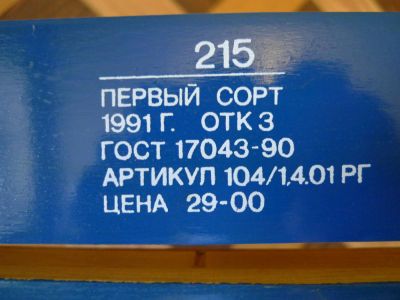 215
ПЕРВЫЙ СОРТ
1991 Г. ОТК 3
ГОСТ 17043-90
АРТИКУЛ 104/1,4.01 РГ
ЦЕНА 29-00